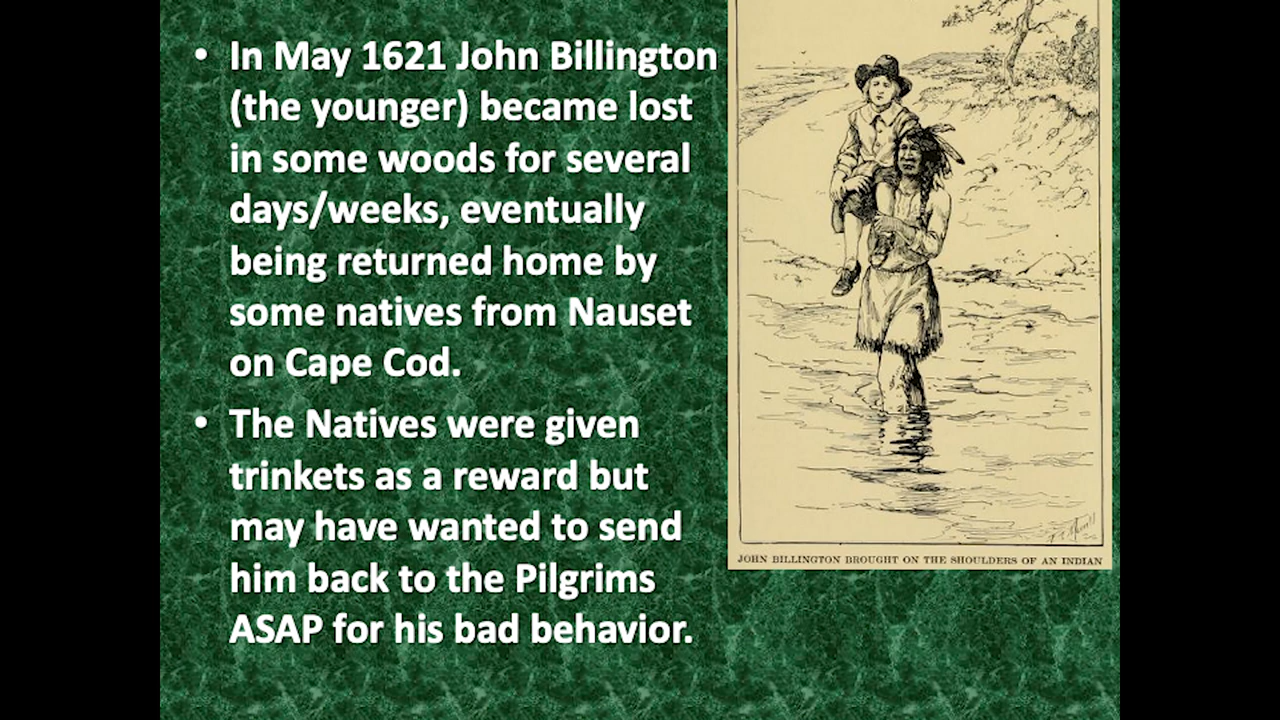 • In May 1621 John Billington
(the younger) became lost
in some woods for several
days/weeks, eventually
being returned home by
some natives from Nauset
on Cape Cod.
• The Natives were given
trinkets as a reward but
may have wanted to send
him back to the Pilgrims
ASAP for his bad behavior.
JOHN BILLINGTON BROUGHT ON THE SHOULDERS OF AN INDIAN